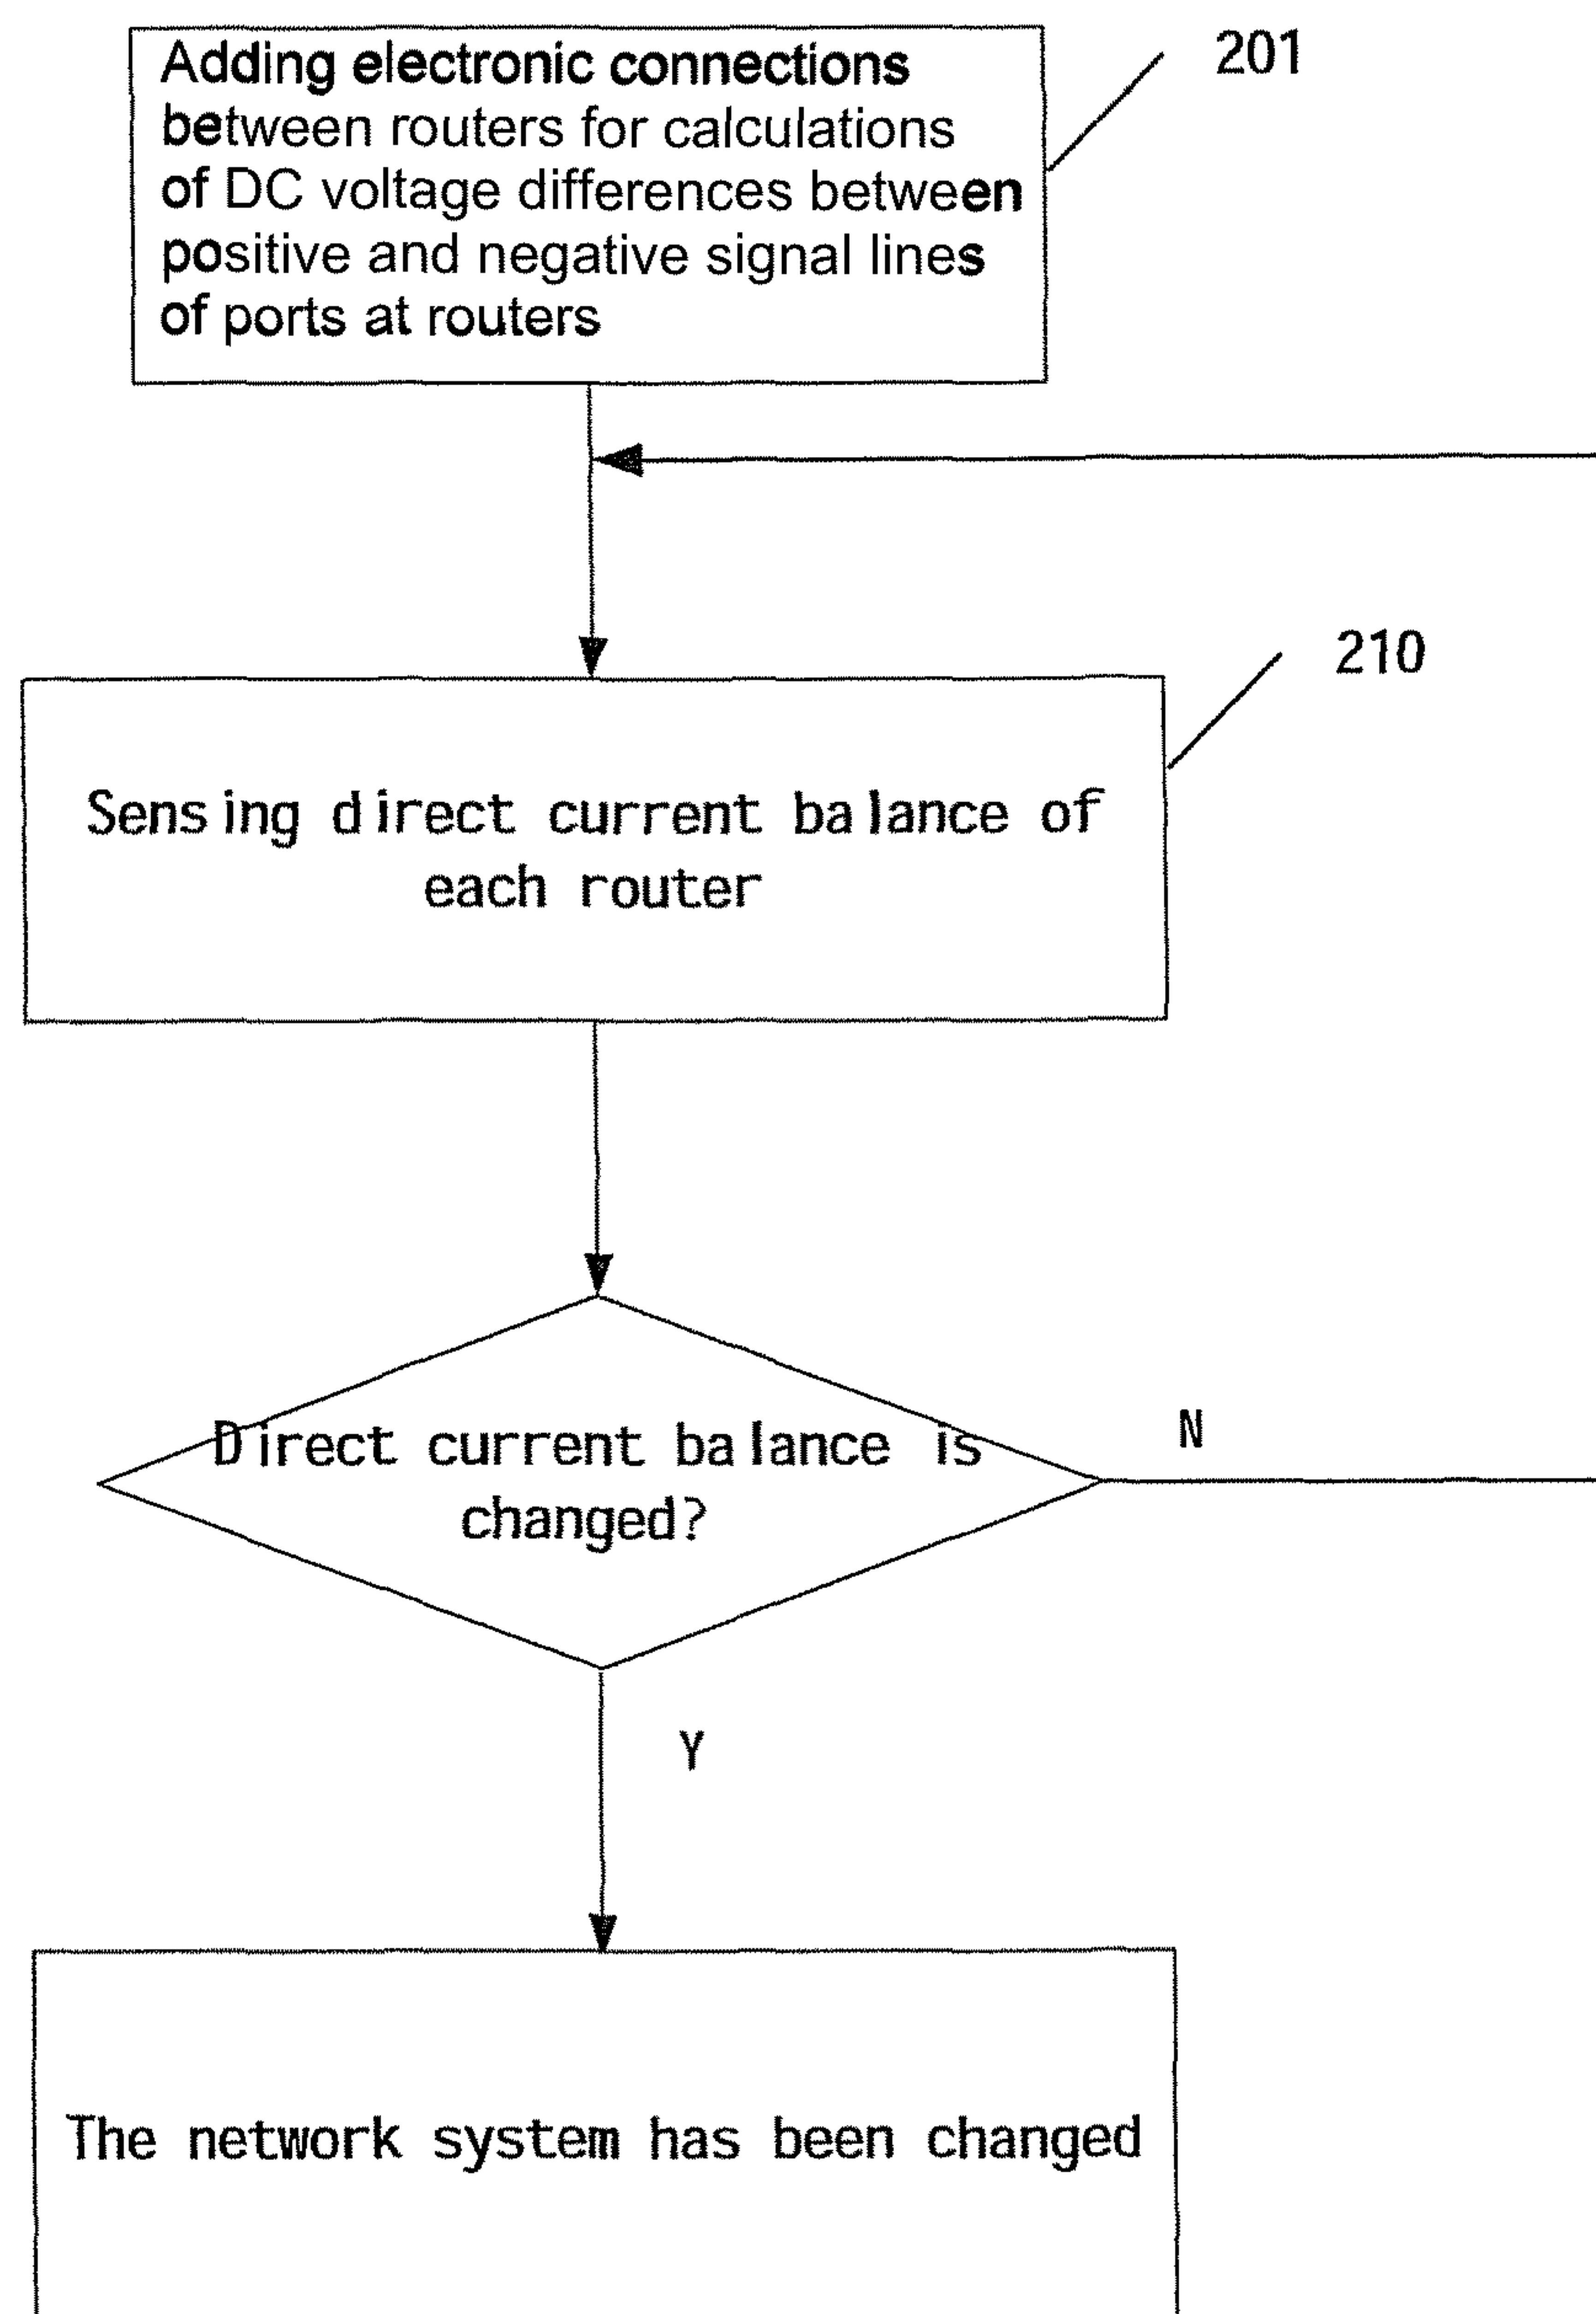 Adding electronic connections
between routers for calculations
of DC voltage differences between
positive and negative signal lines
of ports at routers
201
210
Sensing direct current balance of
each router
Direct current balance is
changed?
N
Y
The network system has been changed